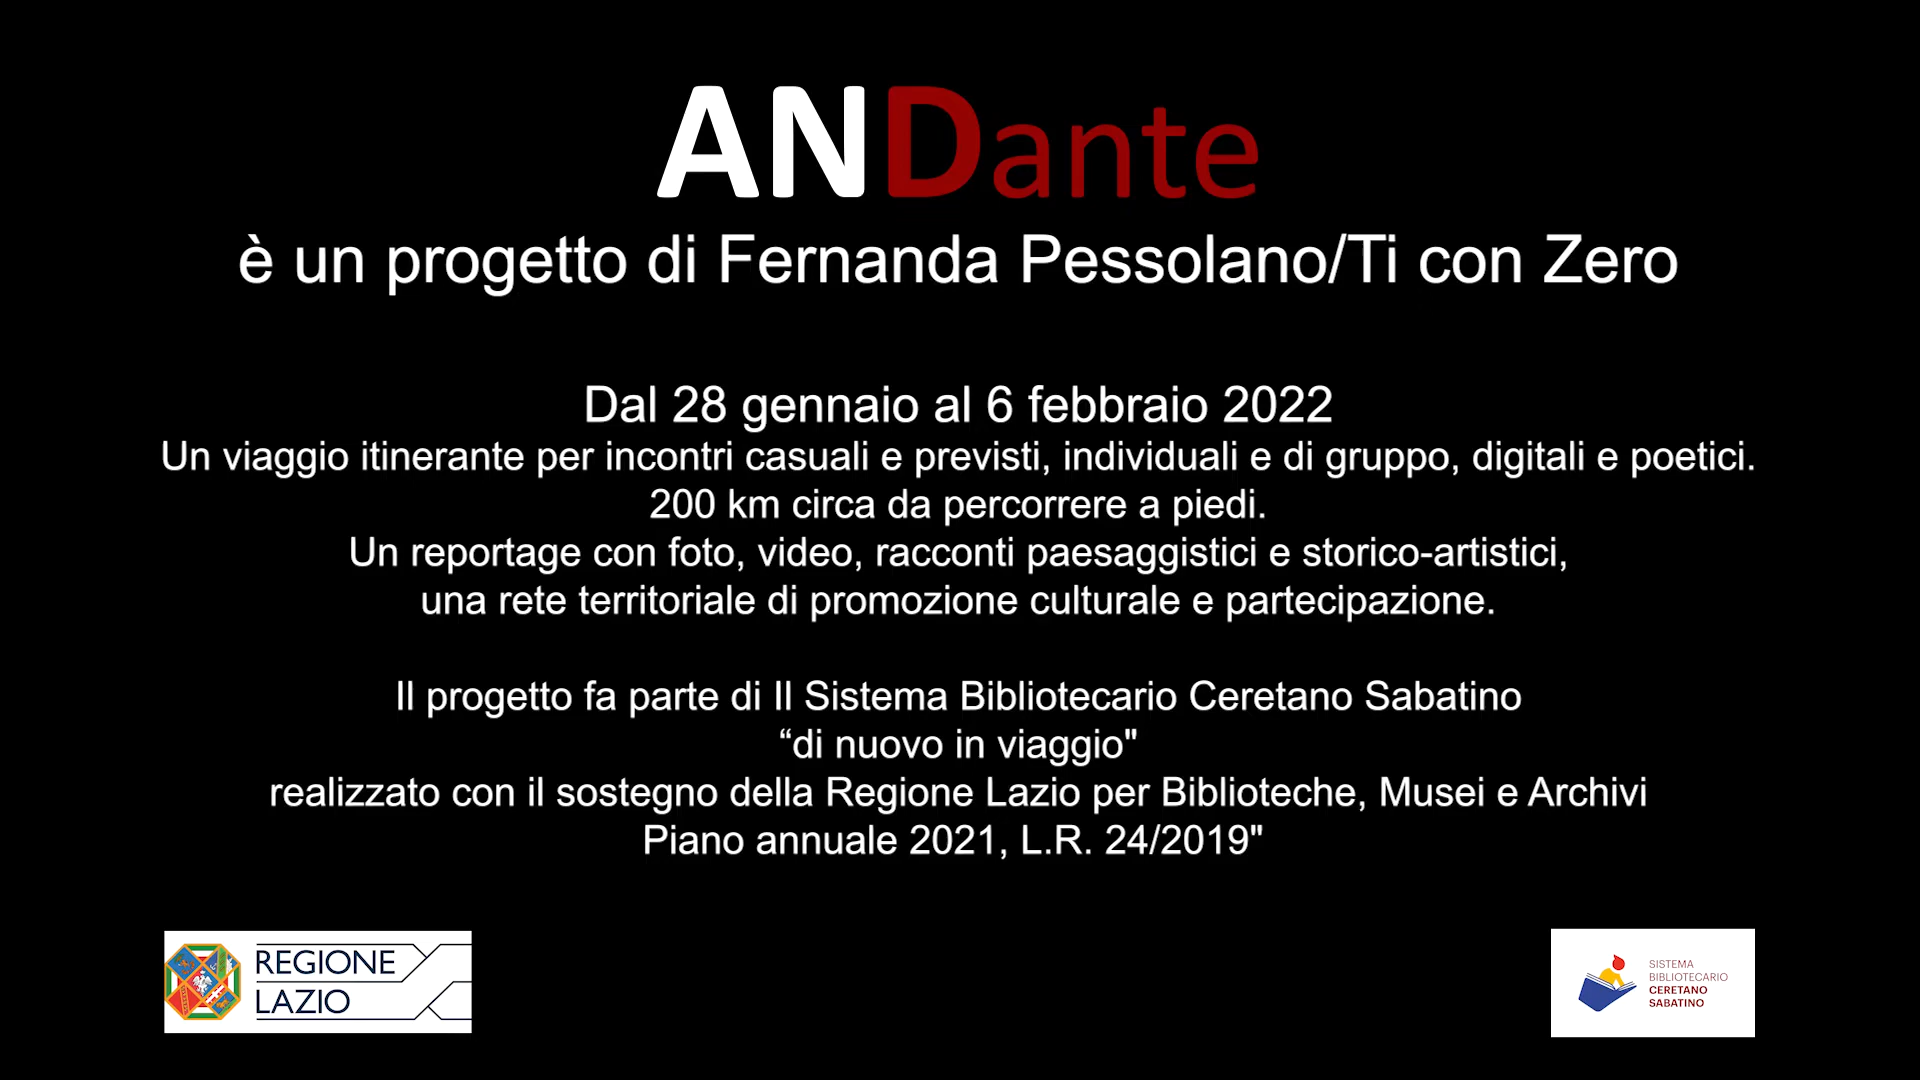 ANDante
è un progetto di Fernanda Pessolano/Ti con Zero
Dal 28 gennaio al 6 febbraio 2022
Un viaggio itinerante per incontri casuali e previsti, individuali e di gruppo, digitali e poetici.
200 km circa da percorrere a piedi.
Un reportage con foto, video, racconti paesaggistici e storico-artistici,
una rete territoriale di promozione culturale e partecipazione.
Il progetto fa parte di Il Sistema Bibliotecario Ceretano Sabatino
“di nuovo in viaggio"
realizzato con il sostegno della Regione Lazio per Biblioteche, Musei e Archivi
Piano annuale 2021, L.R. 24/2019"
REGIONE
LAZIO
SISTEMA
BIBLIOTECARIO
CERETANO
SABATINO